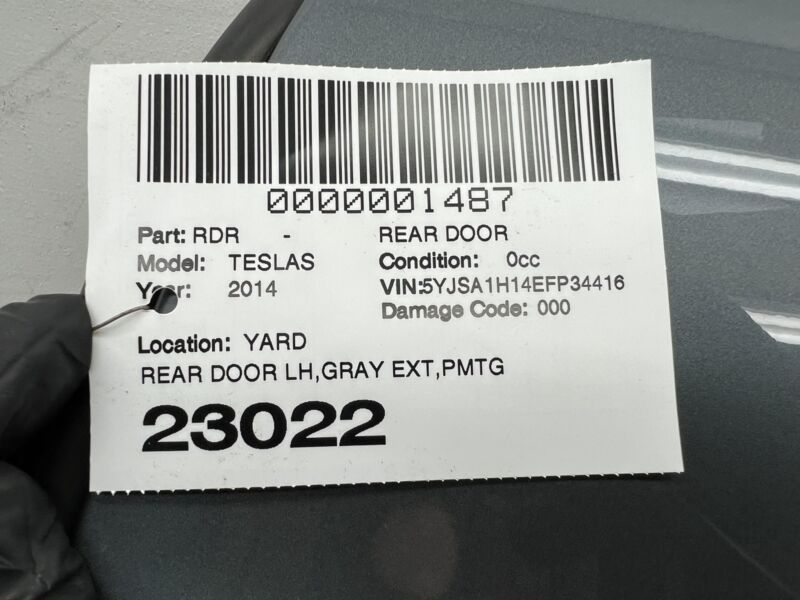 0000001487
Part: RDR - REAR DOOR
Model: TESLAS Condition: 0cc
Year: 2014 VIN:5YJSA1H14EFP34416
Damage Code: 000
Location: YARD
REAR DOOR LH,GRAY EXT,PMTG
23022